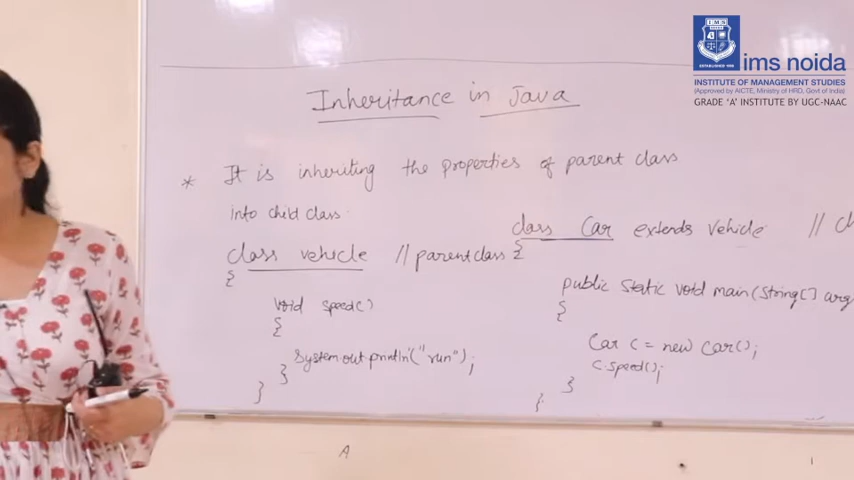 IMS
ESTABLISHED 1996
ims noida
INSTITUTE OF MANAGEMENT STUDIES
(Approved by AICTE, Ministry of HRD, Govt of India)
GRADE 'A' INSTITUTE BY UGC-NAAC
Inheritance in Java
* It is inheriting the properties of parent class
into child class.
class vehicle // parent class
{
void speed()
{
System.out.println("run");
}
}
class Car extends Vehicle //
{
public static void main(String[] arg
{
Car c = new Car();
c.speed();
}
}
A